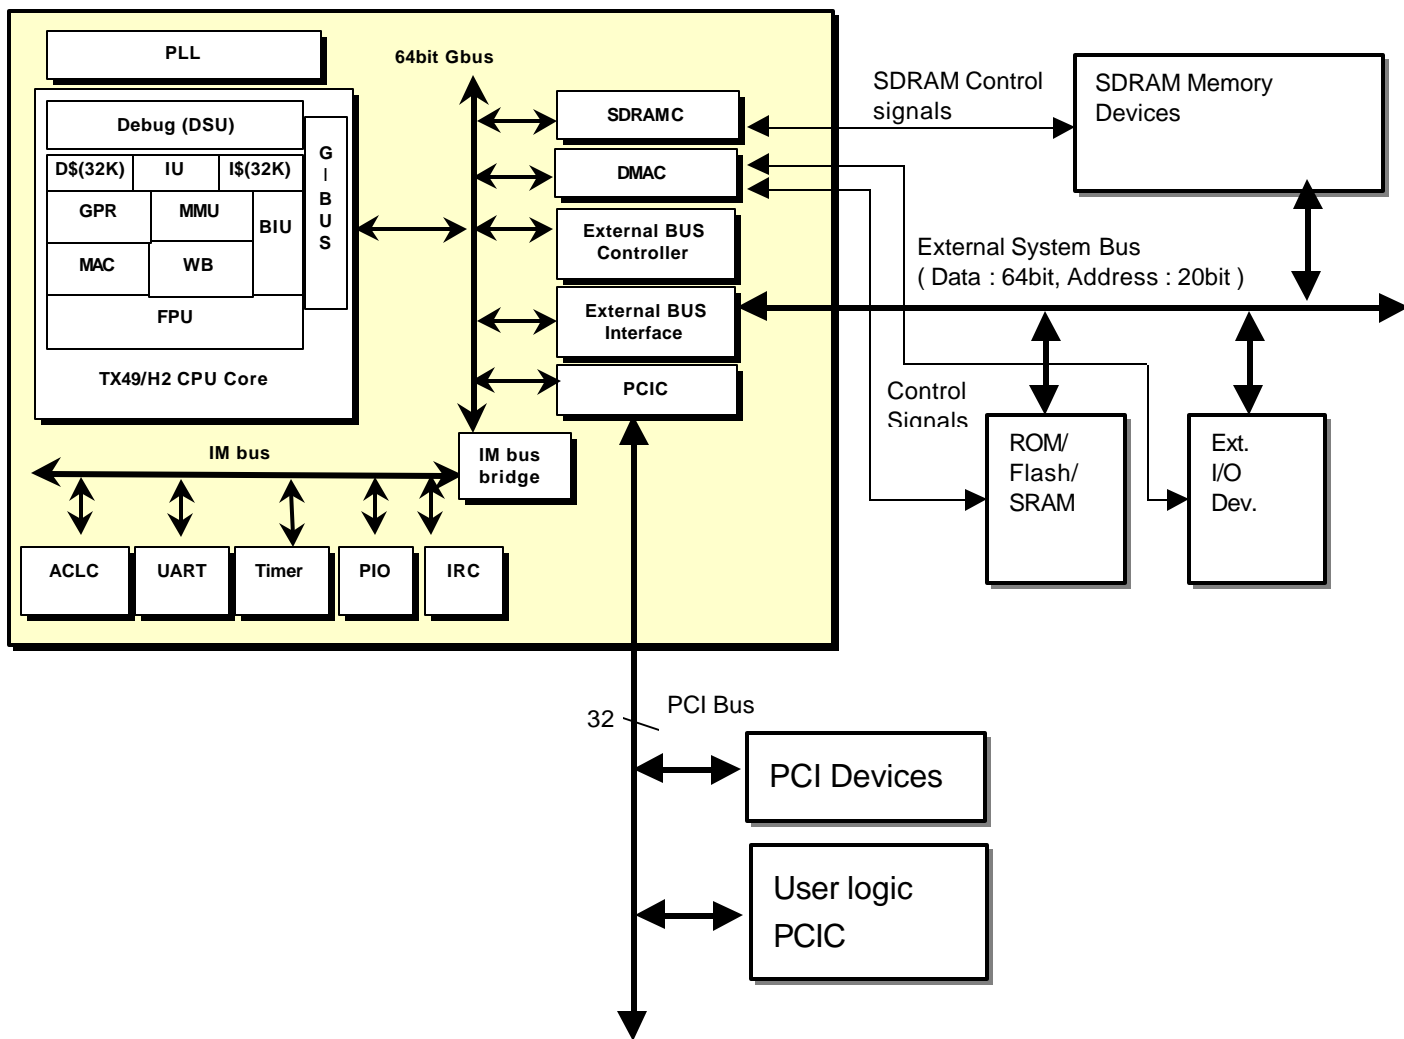 PLL
64bit Gbus
Debug (DSU)
D$(32K)
IU
I$(32K)
GPR
MMU
BIU
MAC
WB
FPU
G
I
B
U
S
TX49/H2 CPU Core
SDRAMC
DMAC
External BUS
Controller
External BUS
Interface
PCIC
IM bus
IM bus
bridge
ACLC
UART
Timer
PIO
IRC
SDRAM Control
signals
SDRAM Memory
Devices
External System Bus
( Data : 64bit, Address : 20bit )
Control
Signals
ROM/
Flash/
SRAM
Ext.
I/O
Dev.
32
PCI Bus
PCI Devices
User logic
PCIC